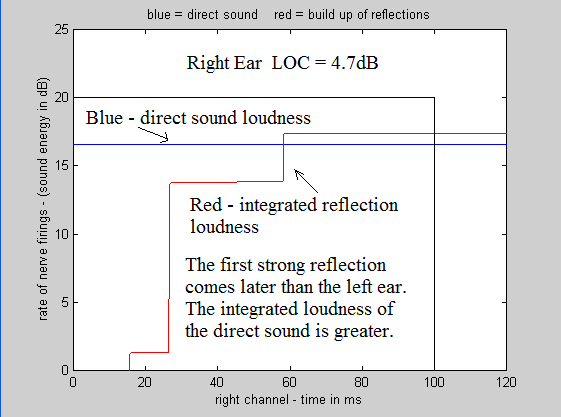 blue = direct sound     red = build up of reflections
Right Ear  LOC = 4.7dB
Blue - direct sound loudness
Red - integrated reflection
loudness
The first strong reflection
comes later than the left ear.
The integrated loudness of
the direct sound is greater.
rate of nerve firings - (sound energy in dB)
25
20
15
10
5
0
0 20 40 60 80 100 120
right channel - time in ms